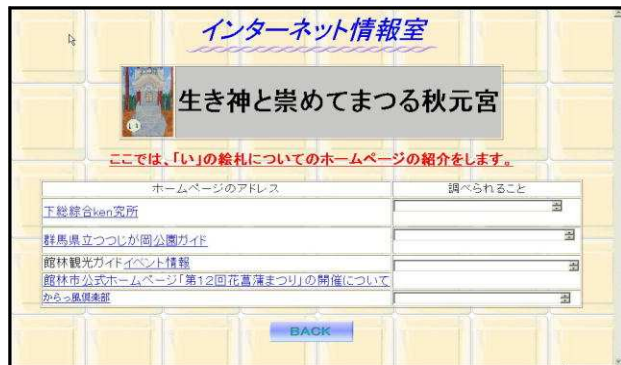 インターネット情報室
生き神と崇めてまつる秋元宮
ここでは、「い」の絵札についてのホームページの紹介をします。
ホームページのアドレス 調べられること
下総綜合ken究所
群馬県立つつじが岡公園ガイド
館林観光ガイドイベント情報
館林市公式ホームページ「第12回花菖蒲まつり」の開催について
からっ風倶楽部
BACK